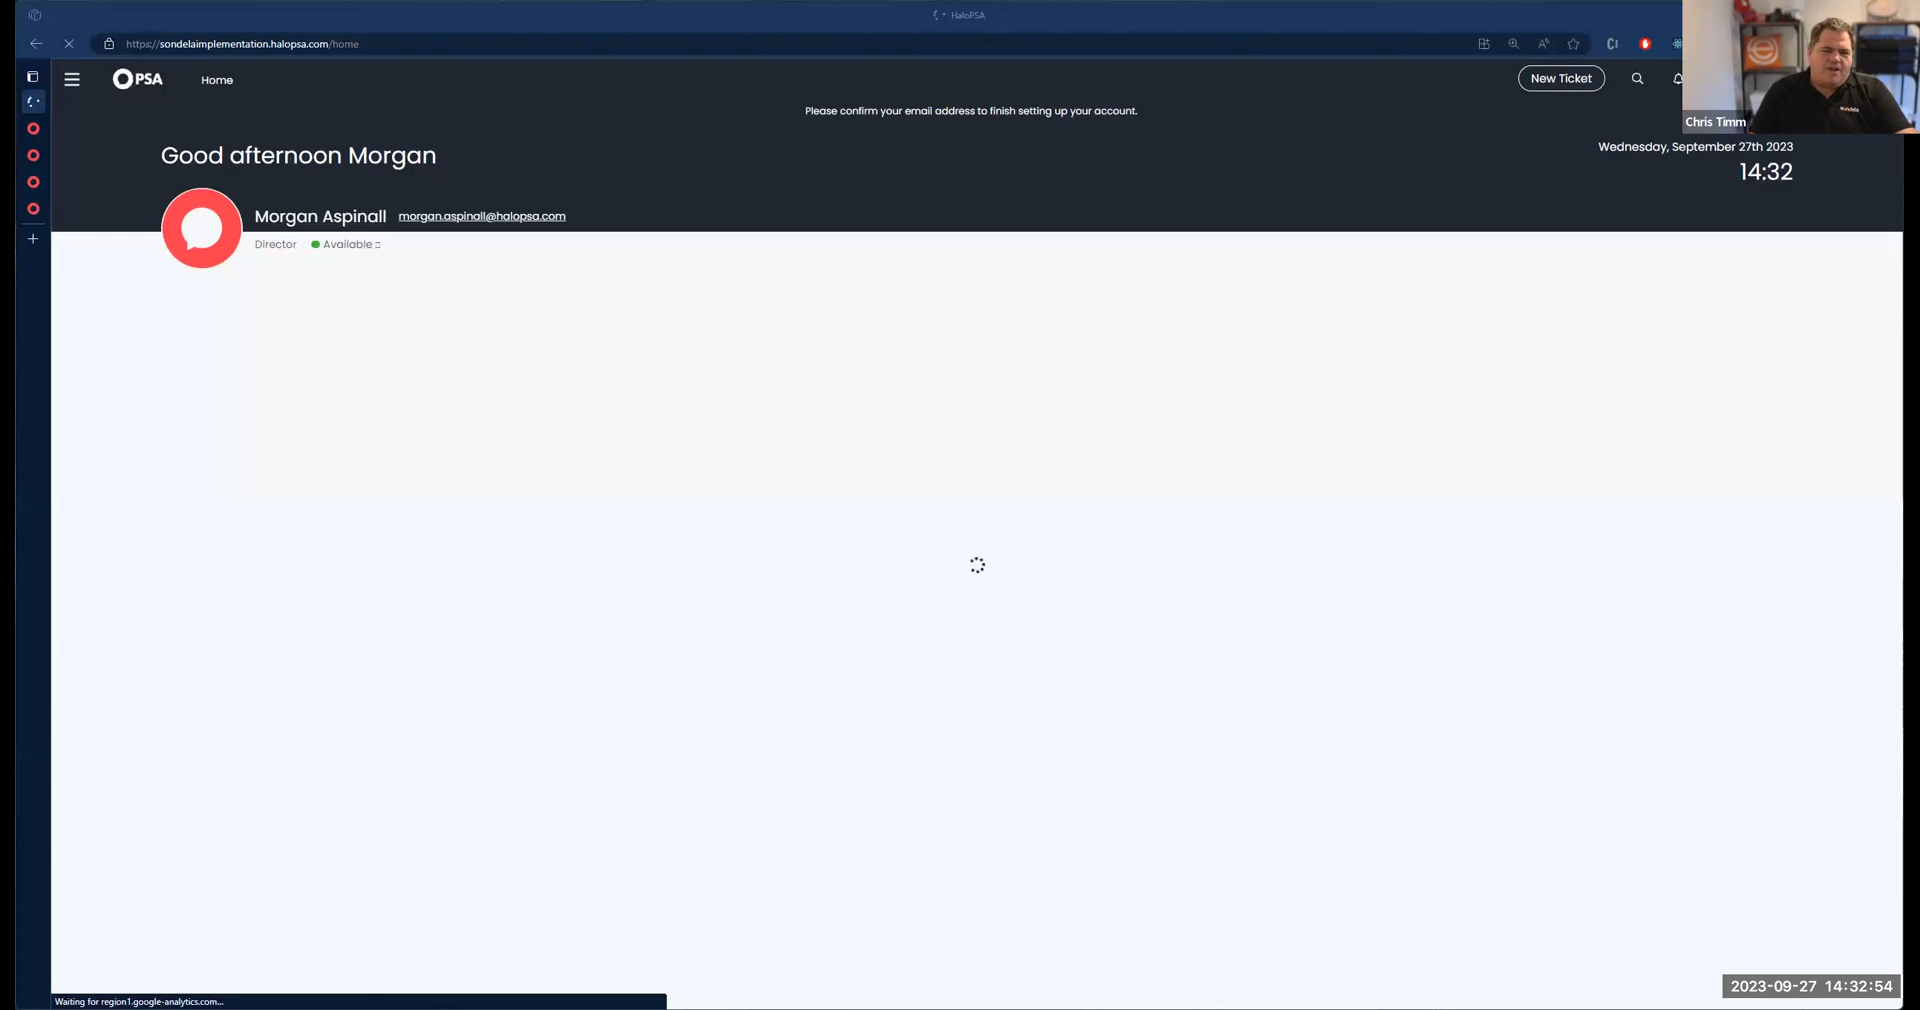 HaloPSA
https://sondelaimplementation.halopsa.com/home
PSA
Home
New Ticket
Please confirm your email address to finish setting up your account.
Chris Timm
Good afternoon Morgan
Wednesday, September 27th 2023
14:32
Morgan Aspinall morgan.aspinall@halopsa.com
Director Available
Waiting for region1.google-analytics.com...
2023-09-27 14:32:54